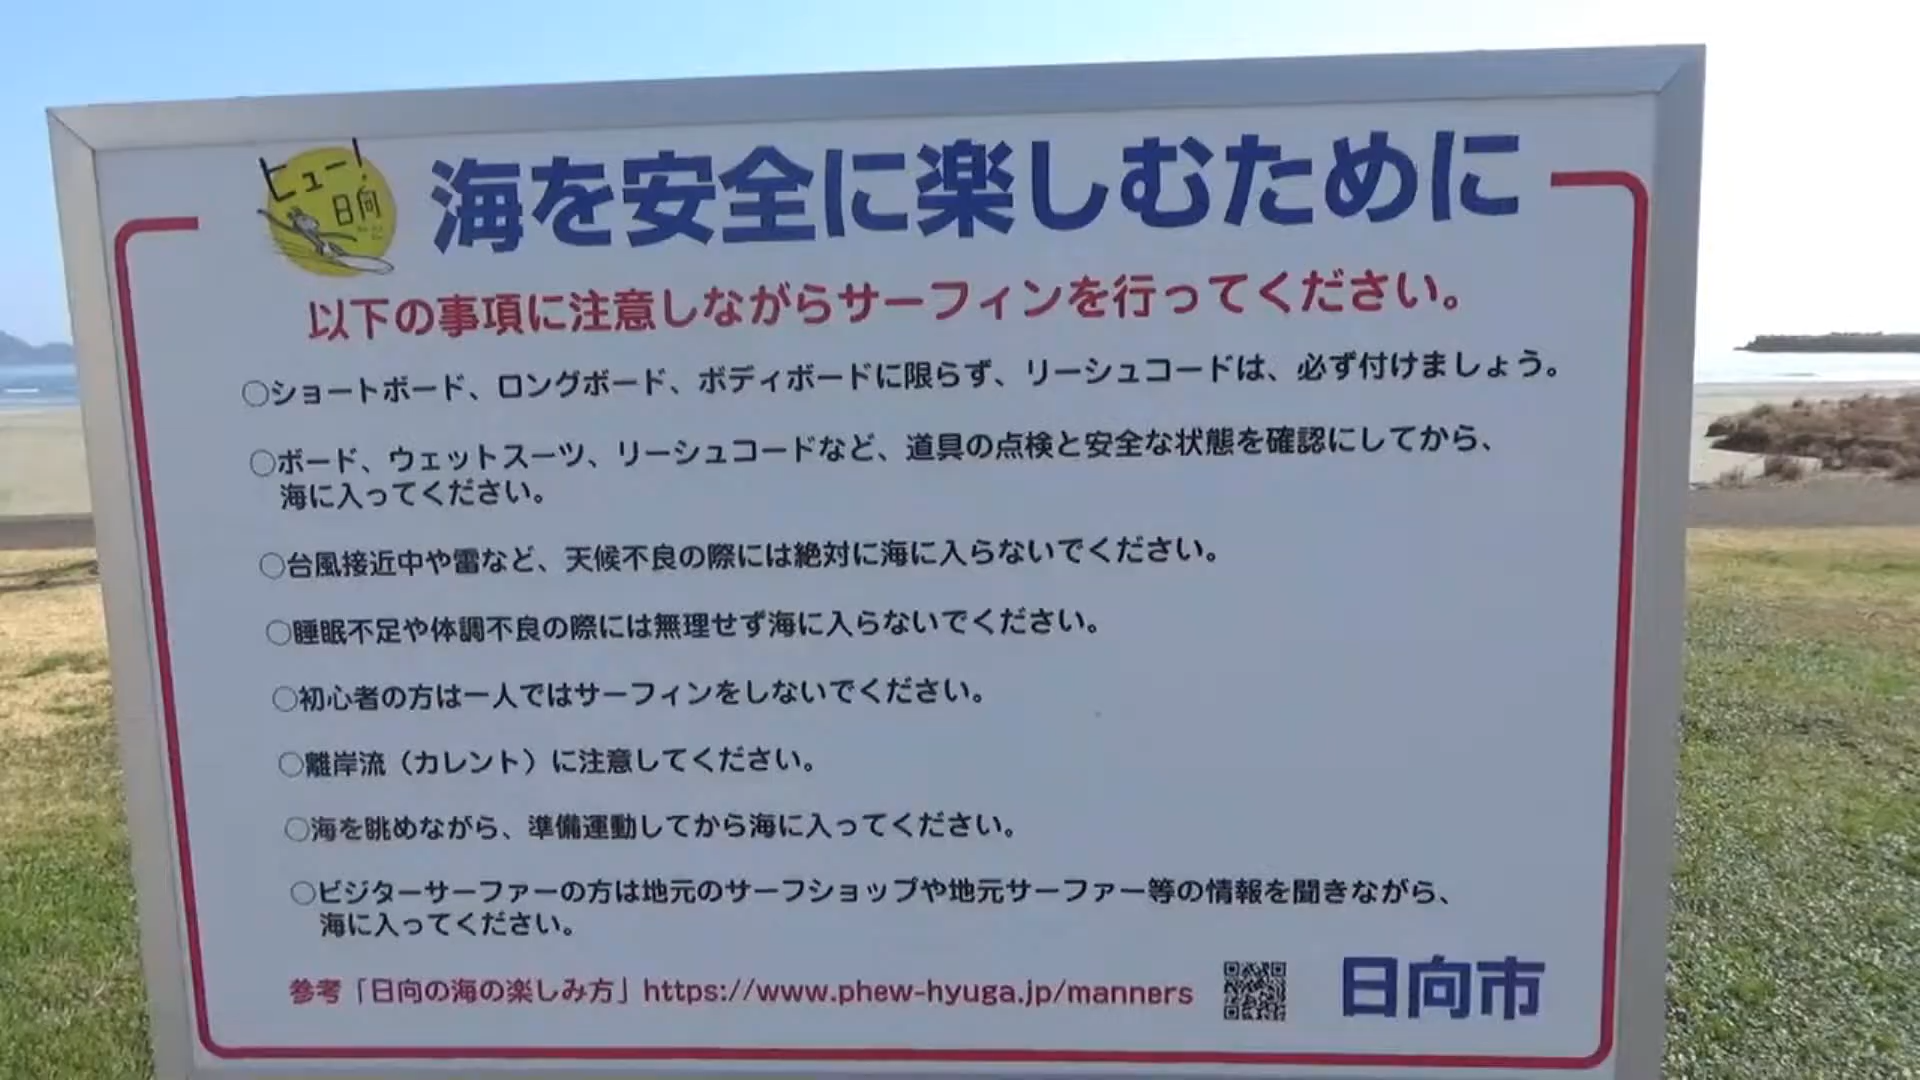 ヒュー!
日向
海を安全に楽しむために
以下の事項に注意しながらサーフィンを行ってください。
○ショートボード、ロングボード、ボディボードに限らず、リーシュコードは、必ず付けましょう。
○ボード、ウェットスーツ、リーシュコードなど、道具の点検と安全な状態を確認にしてから、
海に入ってください。
○台風接近中や雷など、天候不良の際には絶対に海に入らないでください。
○睡眠不足や体調不良の際には無理せず海に入らないでください。
○初心者の方は一人ではサーフィンをしないでください。
○離岸流（カレント）に注意してください。
○海を眺めながら、準備運動してから海に入ってください。
○ビジターサーファーの方は地元のサーフショップや地元サーファー等の情報を聞きながら、
海に入ってください。
参考「日向の海の楽しみ方」https://www.phew-hyuga.jp/manners
日向市